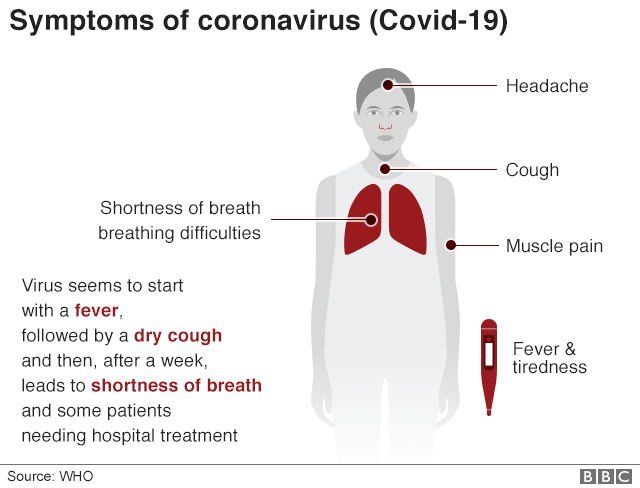 Symptoms of coronavirus (Covid-19)
Headache
Cough
Shortness of breath
breathing difficulties
Muscle pain
Virus seems to start
with a fever,
followed by a dry cough
and then, after a week,
leads to shortness of breath
and some patients
needing hospital treatment
Fever &
tiredness
Source: WHO
BBC